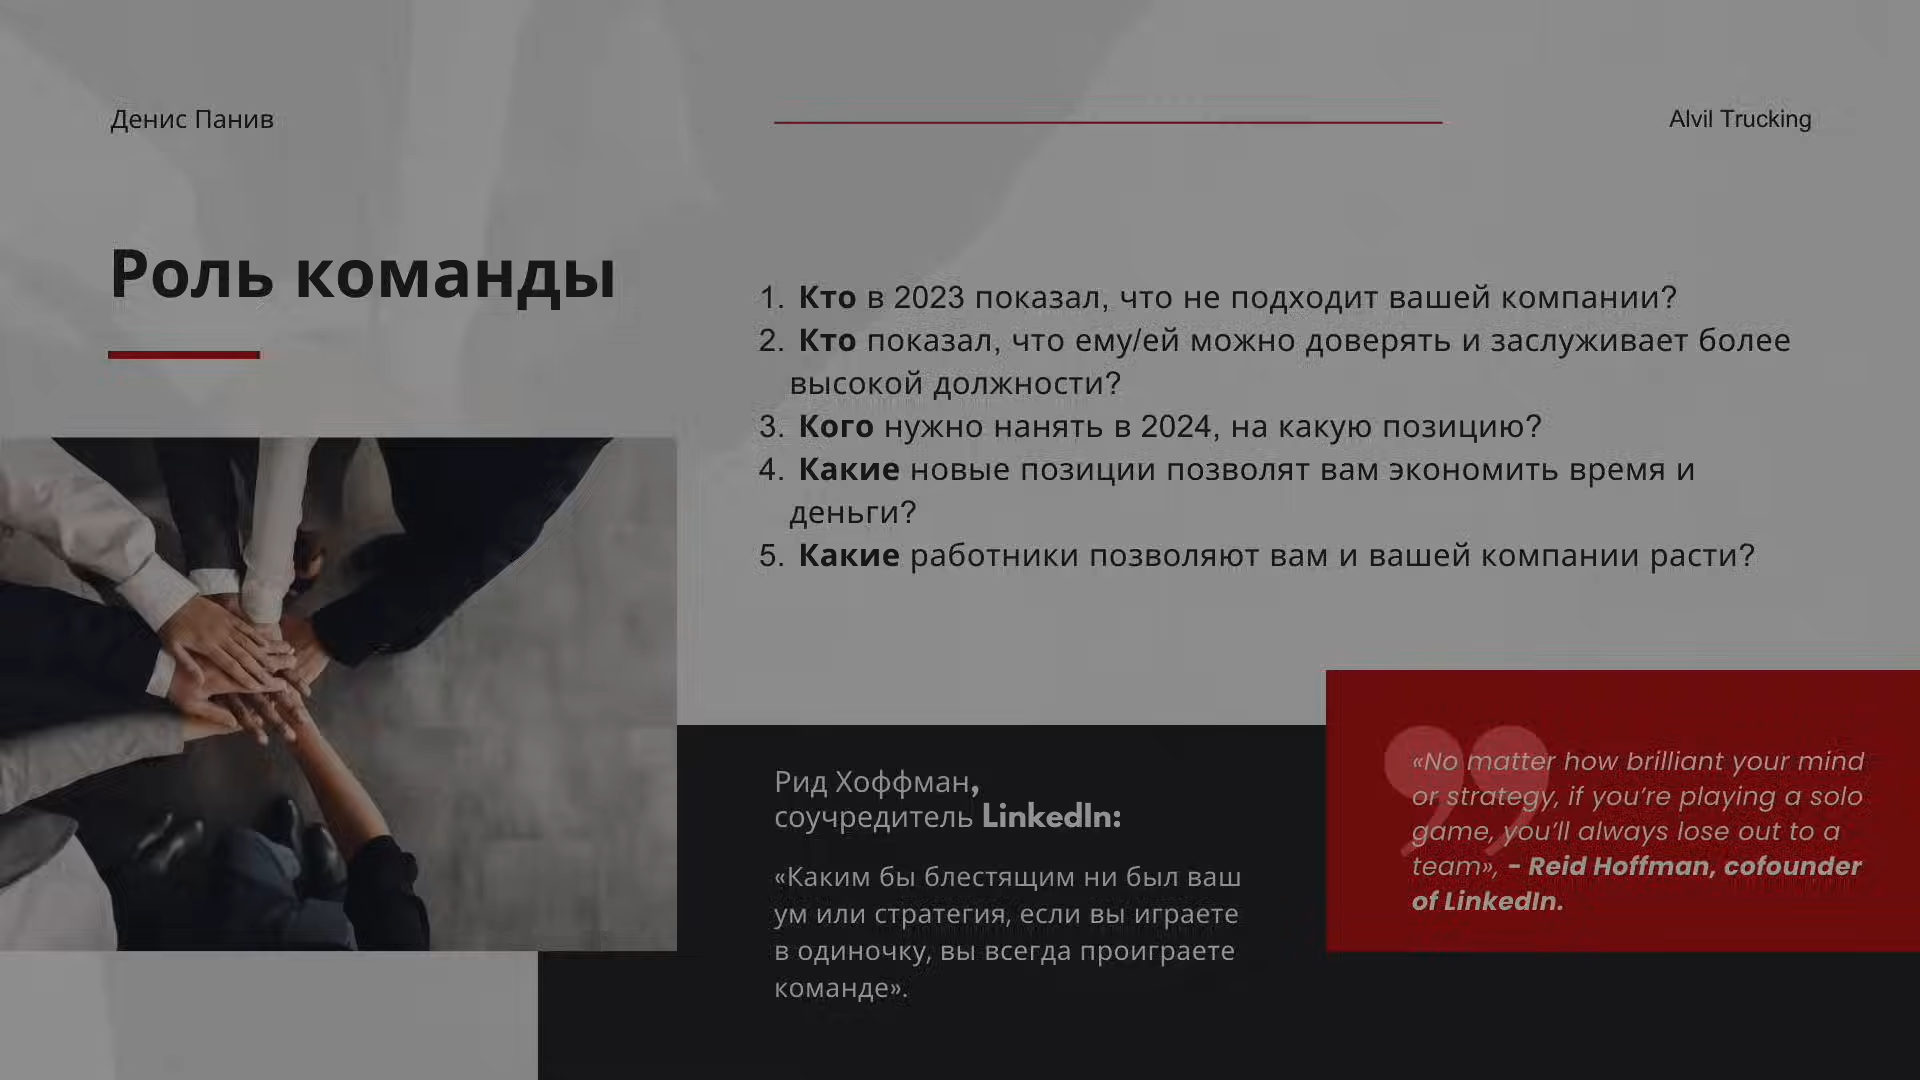 Денис Панив
Alvil Trucking
Роль команды
1. Кто в 2023 показал, что не подходит вашей компании?
2. Кто показал, что ему/ей можно доверять и заслуживает более
высокой должности?
3. Кого нужно нанять в 2024, на какую позицию?
4. Какие новые позиции позволят вам экономить время и
деньги?
5. Какие работники позволяют вам и вашей компании расти?
Рид Хоффман,
соучредитель LinkedIn:
«Каким бы блестящим ни был ваш
ум или стратегия, если вы играете
в одиночку, вы всегда проиграете
команде».
«No matter how brilliant your mind
or strategy, if you’re playing a solo
game, you’ll always lose out to a
team», – Reid Hoffman, cofounder
of LinkedIn.